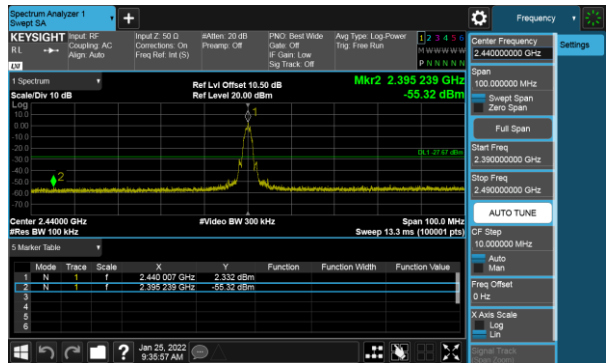 Spectrum Analyzer 1
Swept SA
+
Frequency
KEYSIGHT
RL
Input: RF
Coupling: AC
Align: Auto
Input Z: 50 Ω
Corrections: On
Freq Ref: Int (S)
#Atten: 20 dB
Preamp: Off
PNO: Best Wide
Gate: Off
IF Gain: Low
Sig Track: Off
Avg Type: Log-Power
Trig: Free Run
1 2 3 4 5 6
M W W W W W
P N N N N N
LXI
1 Spectrum
Scale/Div 10 dB
Ref Lvl Offset 10.50 dB
Ref Level 20.00 dBm
Mkr2 2.395 239 GHz
-55.32 dBm
Log
10.0
0.00
-10.0
-20.0
-30.0
-40.0
-50.0
-60.0
-70.0
1
2
DL1 -27.67 dBm
Center 2.44000 GHz
#Res BW 100 kHz
#Video BW 300 kHz
Span 100.0 MHz
Sweep 13.3 ms (100001 pts)
5 Marker Table
Mode Trace Scale X Y Function Function Width Function Value
1 N 1 f 2.440 007 GHz 2.332 dBm
2 N 1 f 2.395 239 GHz -55.32 dBm
3
4
5
6
Jan 25, 2022
9:35:57 AM
?
Center Frequency
2.440000000 GHz
Settings
Span
100.000000 MHz
Swept Span
Zero Span
Full Span
Start Freq
2.390000000 GHz
Stop Freq
2.490000000 GHz
AUTO TUNE
CF Step
10.000000 MHz
Auto
Man
Freq Offset
0 Hz
X Axis Scale
Log
Lin
Signal Track
(Span Zoom)